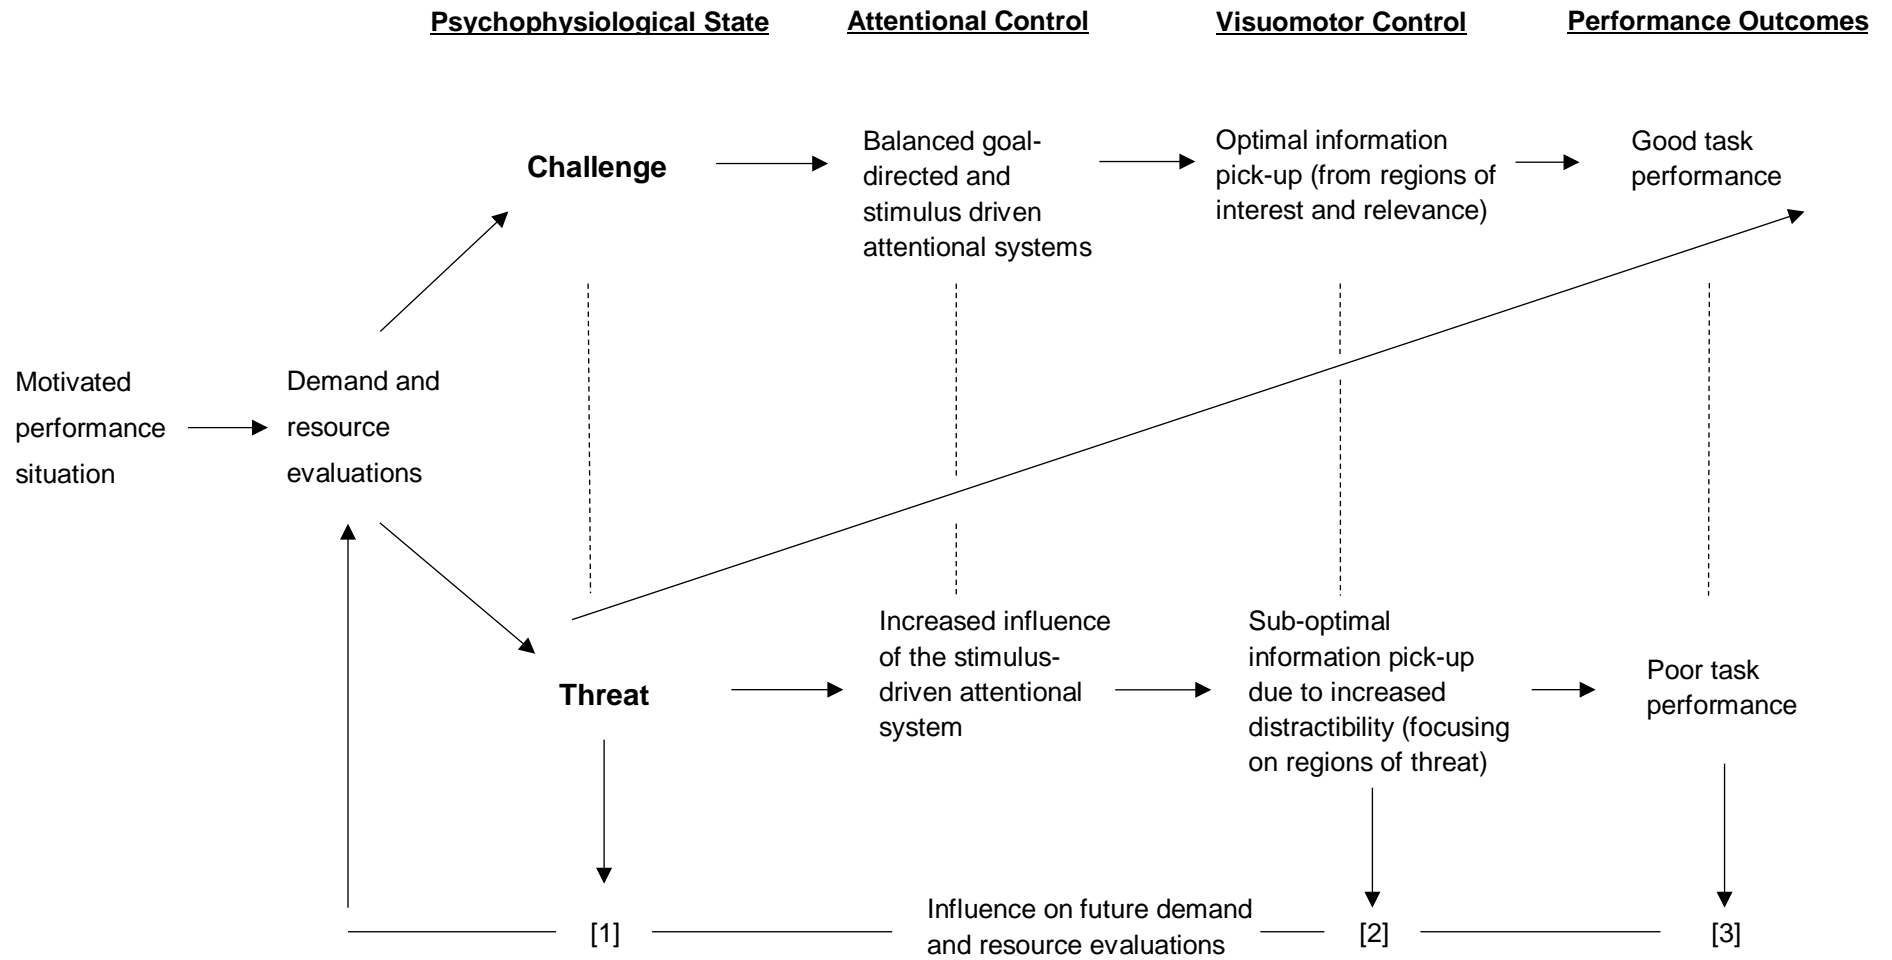 Psychophysiological State
Attentional Control
Visuomotor Control
Performance Outcomes
Challenge
Balanced goal-
directed and
stimulus driven
attentional systems
Optimal information
pick-up (from regions of
interest and relevance)
Good task
performance
Motivated
performance
situation
Demand and
resource
evaluations
Threat
Increased influence
of the stimulus-
driven attentional
system
Sub-optimal
information pick-up
due to increased
distractibility (focusing
on regions of threat)
Poor task
performance
[1]
Influence on future demand
and resource evaluations
[2]
[3]